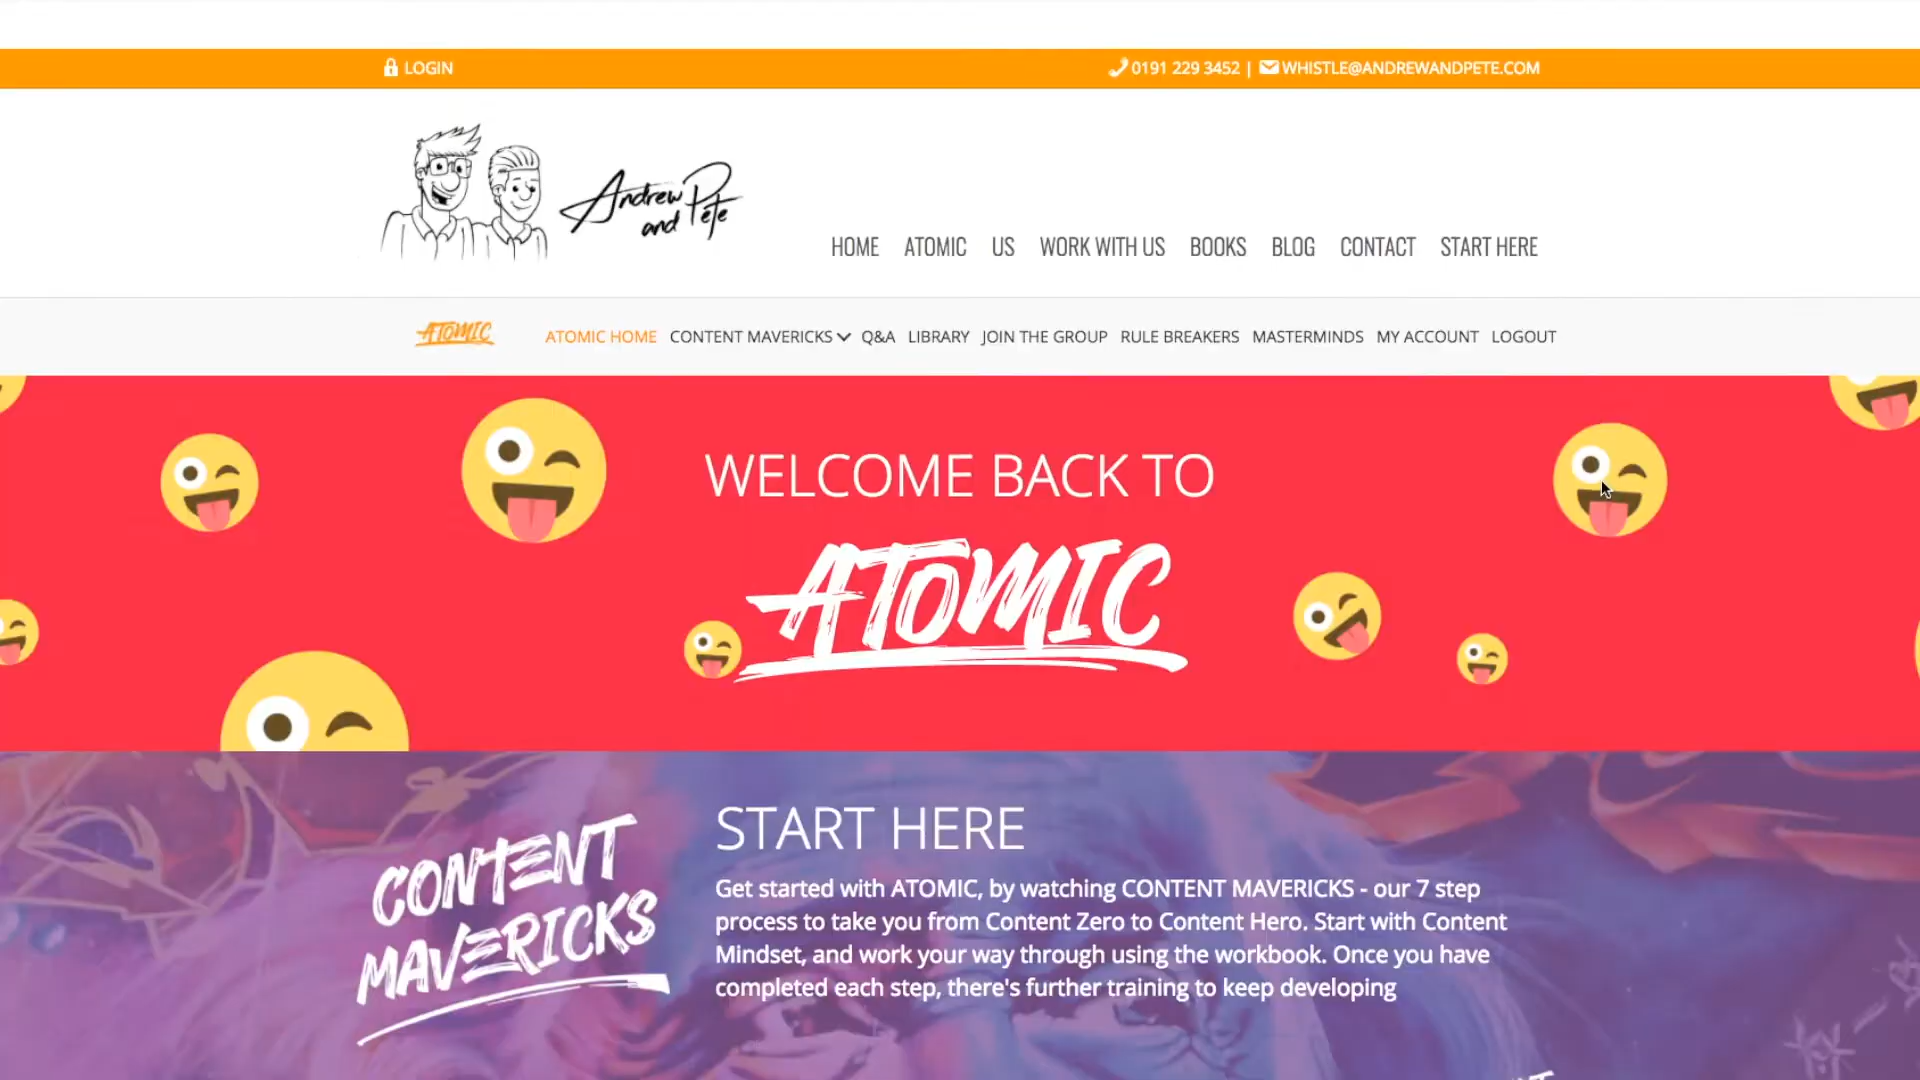 LOGIN
0191 229 3452 | WHISTLE@ANDREWANDPETE.COM
Andrew
and Pete
HOME ATOMIC US WORK WITH US BOOKS BLOG CONTACT START HERE
ATOMIC
ATOMIC HOME CONTENT MAVERICKS Q&A LIBRARY JOIN THE GROUP RULE BREAKERS MASTERMINDS MY ACCOUNT LOGOUT
WELCOME BACK TO
ATOMIC
CONTENT
MAVERICKS
START HERE
Get started with ATOMIC, by watching CONTENT MAVERICKS - our 7 step
process to take you from Content Zero to Content Hero. Start with Content
Mindset, and work your way through using the workbook. Once you have
completed each step, there's further training to keep developing